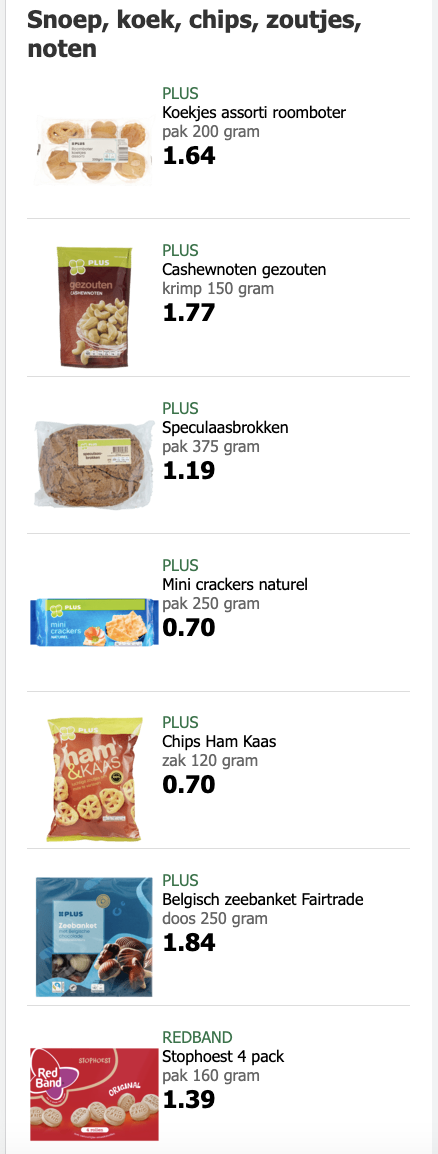 Snoep, koek, chips, zoutjes,
noten
PLUS
Koekjes assorti roomboter
pak 200 gram
1.64
PLUS
PLUS
Cashewnoten gezouten
krimp 150 gram
1.77
PLUS
gezouten
CASHEWNOTEN
PLUS
Speculaasbrokken
pak 375 gram
1.19
PLUS
Mini crackers naturel
pak 250 gram
0.70
PLUS
mini
crackers
NATUREL
PLUS
Chips Ham Kaas
zak 120 gram
0.70
PLUS
ham
&KAAS
PLUS
Belgisch zeebanket Fairtrade
doos 250 gram
1.84
PLUS
Zeebanket
REDBAND
Stophoest 4 pack
pak 160 gram
1.39
Red
Band
STOPHOEST
ORIGINAL
4 rolles